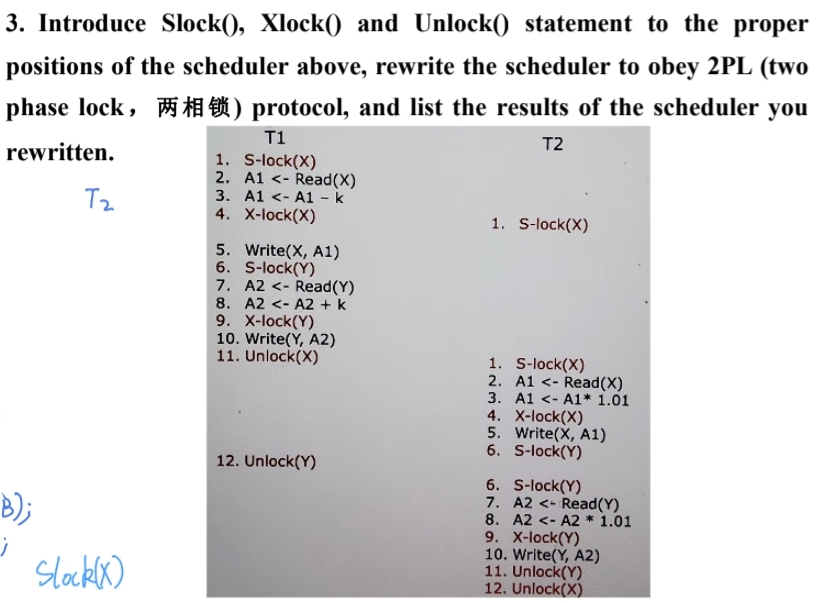 3. Introduce Slock(), Xlock() and Unlock() statement to the proper
positions of the scheduler above, rewrite the scheduler to obey 2PL (two
phase lock， 两相锁) protocol, and list the results of the scheduler you
rewritten.
T1
T2
1. S-lock(X)
2. A1 <- Read(X)
3. A1 <- A1 - k
4. X-lock(X)
1. S-lock(X)
5. Write(X, A1)
6. S-lock(Y)
7. A2 <- Read(Y)
8. A2 <- A2 + k
9. X-lock(Y)
10. Write(Y, A2)
11. Unlock(X)
1. S-lock(X)
2. A1 <- Read(X)
3. A1 <- A1* 1.01
4. X-lock(X)
5. Write(X, A1)
6. S-lock(Y)
12. Unlock(Y)
6. S-lock(Y)
7. A2 <- Read(Y)
8. A2 <- A2 * 1.01
9. X-lock(Y)
10. Write(Y, A2)
11. Unlock(Y)
12. Unlock(X)
T2
B);
;
Slock(X)